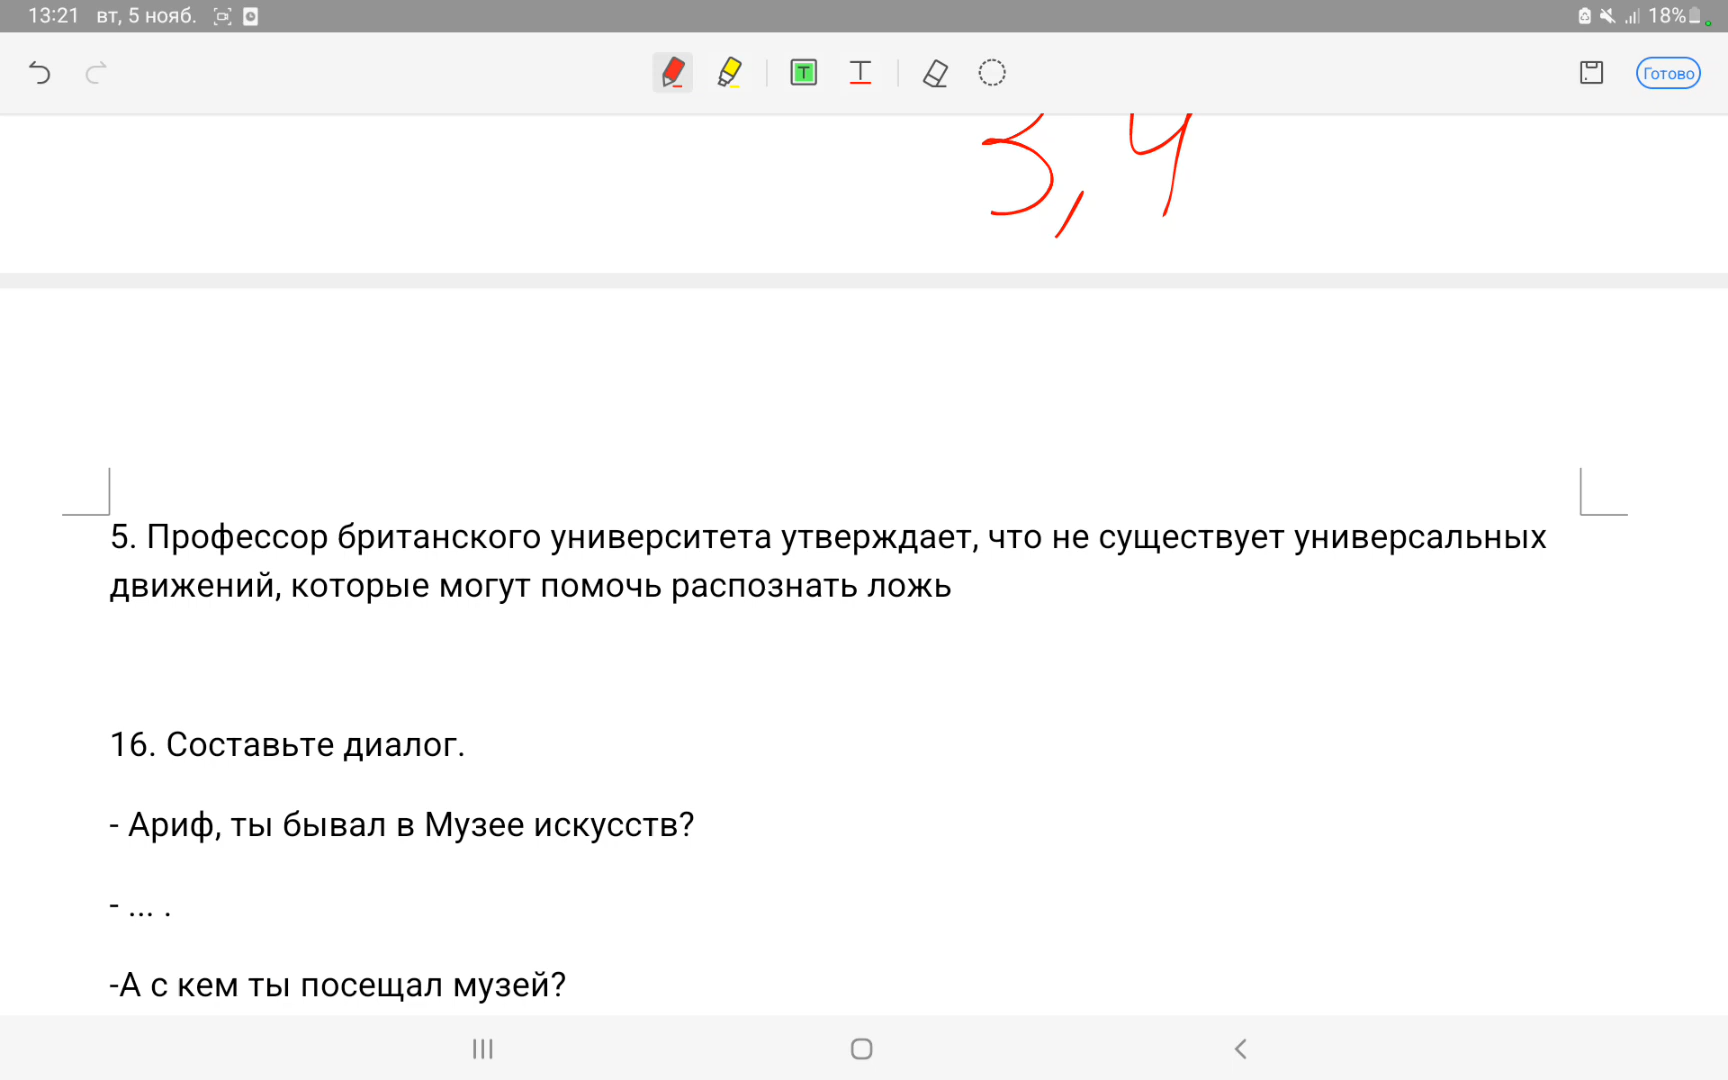 13:21 вт, 5 нояб. 18%
T T Готово
3, 4
5. Профессор британского университета утверждает, что не существует универсальных
движений, которые могут помочь распознать ложь
16. Составьте диалог.
- Ариф, ты бывал в Музее искусств?
- ... .
-А с кем ты посещал музей?